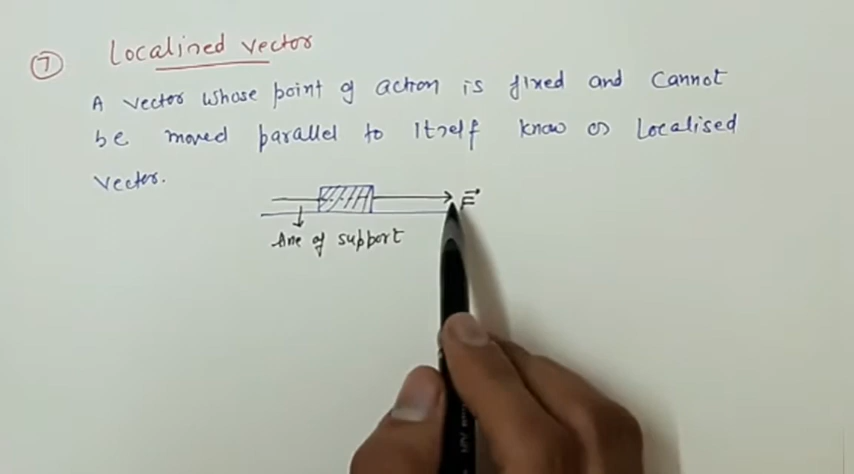 7 Localised vector
A vector whose point of action is fixed and cannot
be moved parallel to itself know as localised
vector.
F
line of support